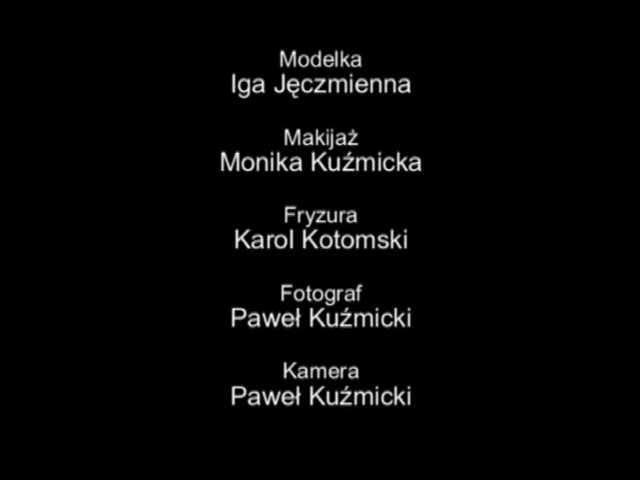 Modelka
Iga Jęczmienna
Makijaż
Monika Kuźmicka
Fryzura
Karol Kotomski
Fotograf
Paweł Kuźmicki
Kamera
Paweł Kuźmicki